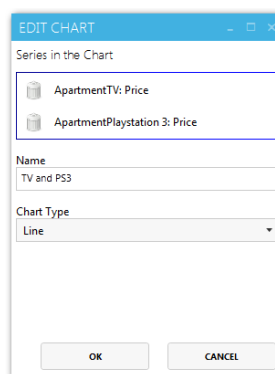 EDIT CHART
Series in the Chart
ApartmentTV: Price
ApartmentPlaystation 3: Price
Name
TV and PS3
Chart Type
Line
OK CANCEL